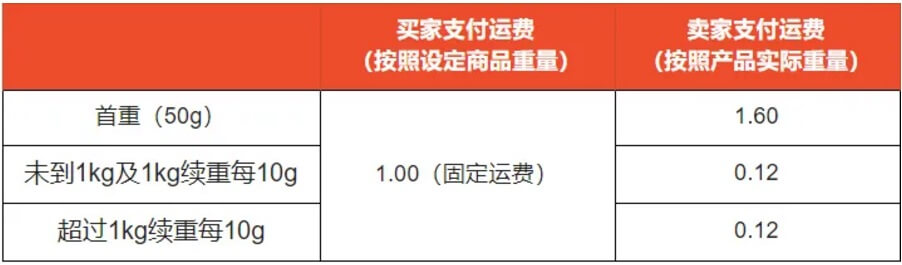 买家支付运费
（按照设定商品重量）
卖家支付运费
（按照产品实际重量）
首重（50g）
1.00（固定运费）
1.60
未到1kg及1kg续重每10g
0.12
超过1kg续重每10g
0.12